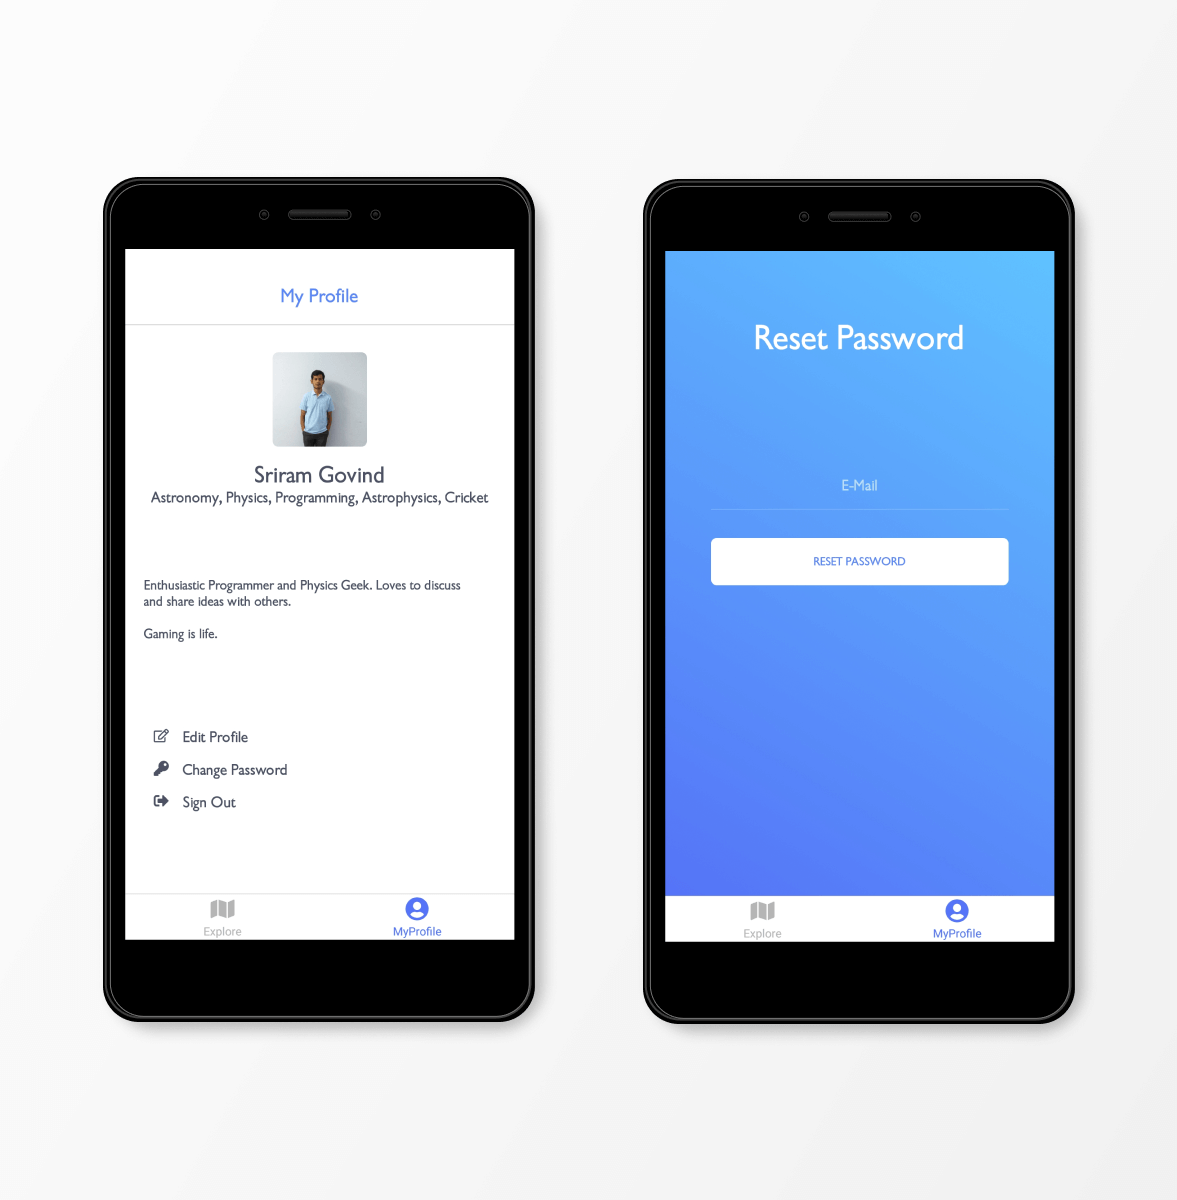 My Profile
Sriram Govind
Astronomy, Physics, Programming, Astrophysics, Cricket
Enthusiastic Programmer and Physics Geek. Loves to discuss
and share ideas with others.
Gaming is life.
Edit Profile
Change Password
Sign Out
Explore
MyProfile
Reset Password
E-Mail
RESET PASSWORD
Explore
MyProfile